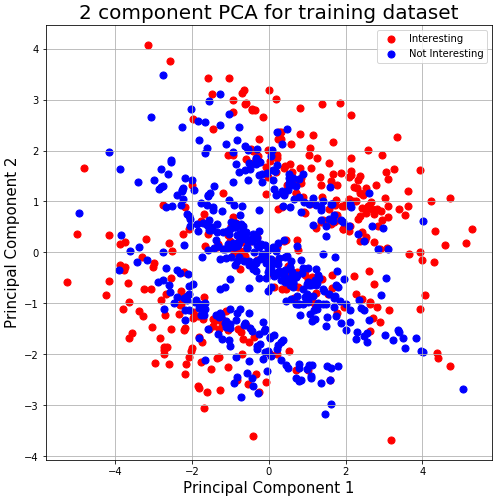 2 component PCA for training dataset
Interesting
Not Interesting
Principal Component 2
4
3
2
1
0
−1
−2
−3
−4
−4
−2
0
2
4
Principal Component 1